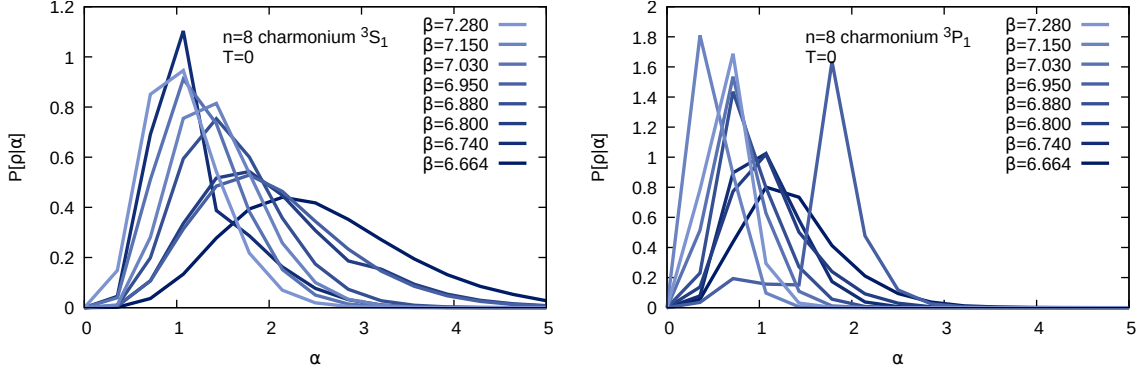 P[ρ|α]
1.2
1
0.8
0.6
0.4
0.2
0
0 1 2 3 4 5
α
n=8 charmonium ³S₁
T=0
β=7.280
β=7.150
β=7.030
β=6.950
β=6.880
β=6.800
β=6.740
β=6.664
P[ρ|α]
2
1.8
1.6
1.4
1.2
1
0.8
0.6
0.4
0.2
0
0 1 2 3 4 5
α
n=8 charmonium ³P₁
T=0
β=7.280
β=7.150
β=7.030
β=6.950
β=6.880
β=6.800
β=6.740
β=6.664